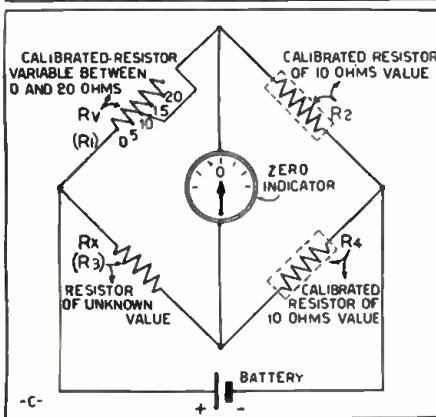 CALIBRATED-RESISTOR
VARIABLE BETWEEN
0 AND 20 OHMS
RV
(R1)
0 5 10 15 20
CALIBRATED RESISTOR
OF 10 OHMS VALUE
R2
0
ZERO
INDICATOR
RX
(R3)
RESISTOR
OF UNKNOWN
VALUE
R4
CALIBRATED
RESISTOR OF
10 OHMS VALUE
BATTERY
+ -
-C-